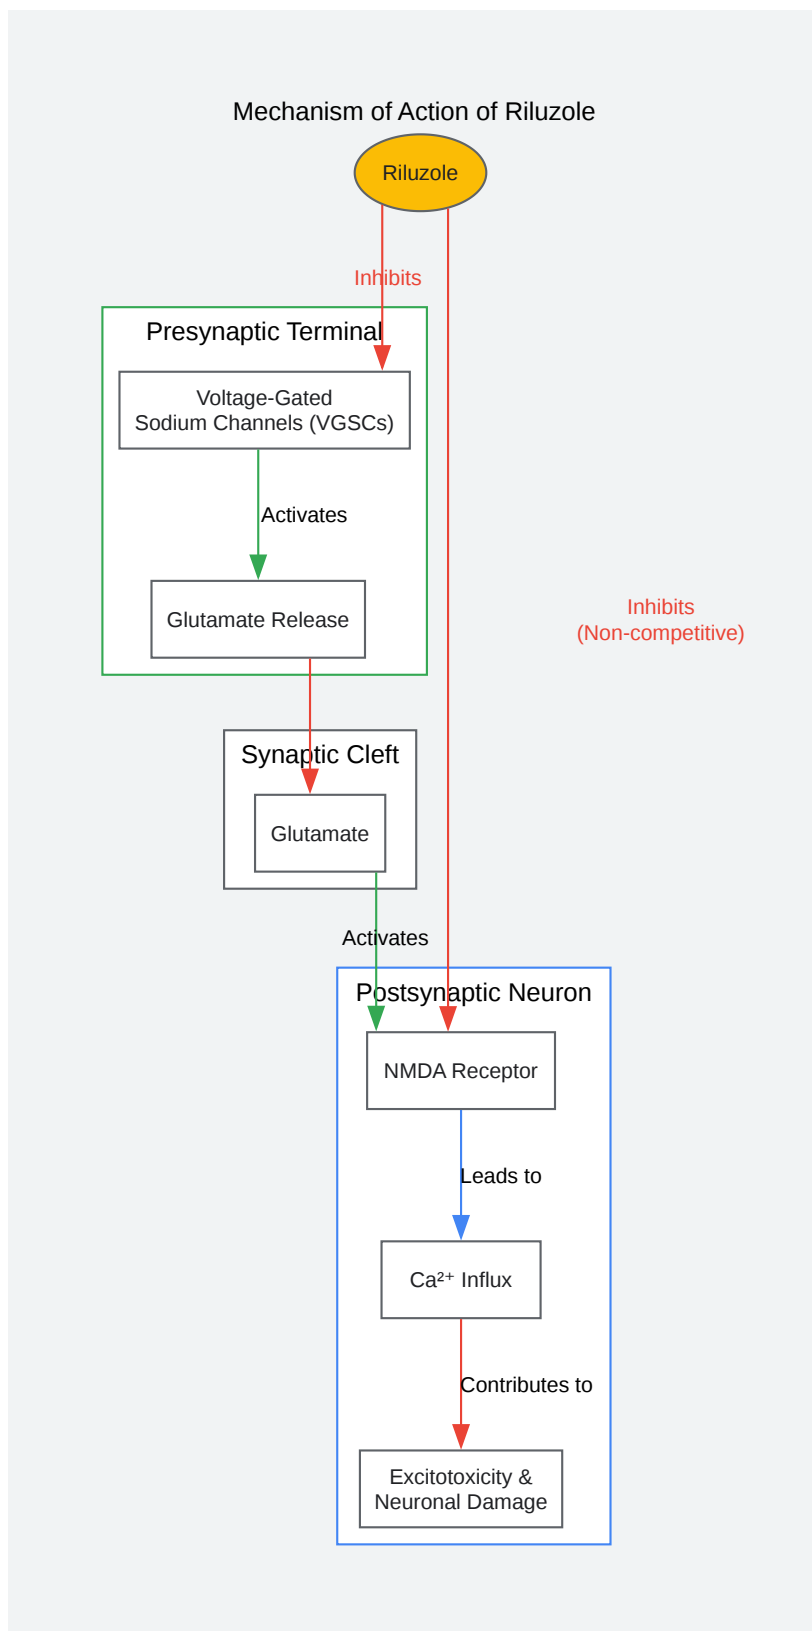 Mechanism of Action of Riluzole
Riluzole
Inhibits
Presynaptic Terminal
Voltage-Gated
Sodium Channels (VGSCs)
Activates
Glutamate Release
Inhibits
(Non-competitive)
Synaptic Cleft
Glutamate
Activates
Postsynaptic Neuron
NMDA Receptor
Leads to
Ca²⁺ Influx
Contributes to
Excitotoxicity &
Neuronal Damage